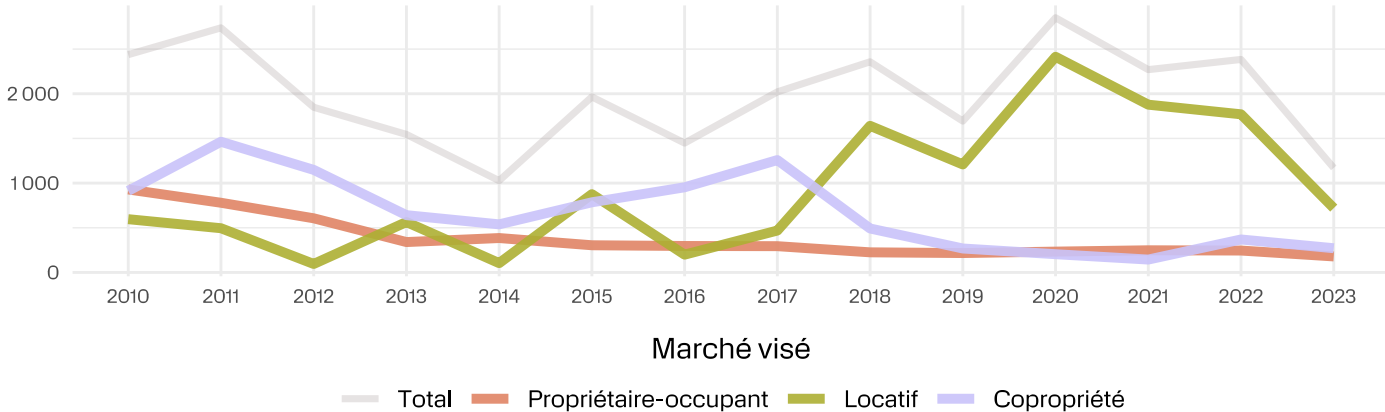 2 000
1 000
0
2010 2011 2012 2013 2014 2015 2016 2017 2018 2019 2020 2021 2022 2023
Marché visé
Total Propriétaire-occupant Locatif Copropriété